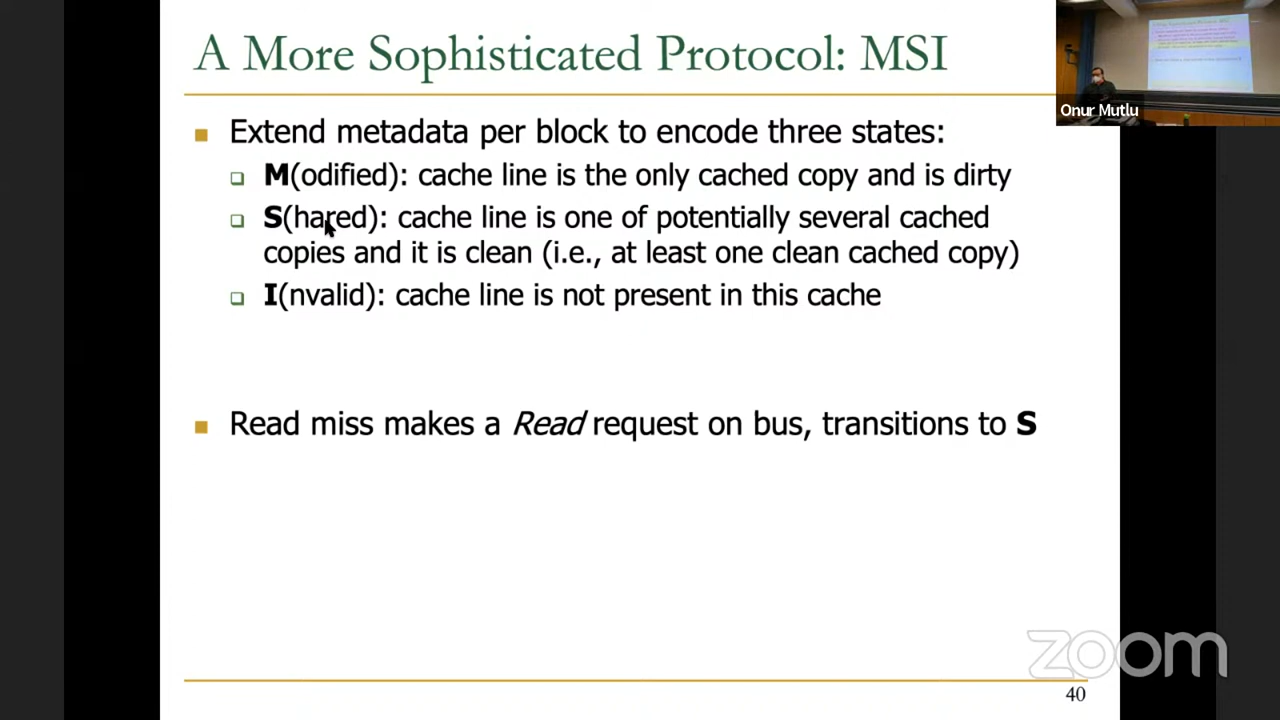 A More Sophisticated Protocol: MSI
Onur Mutlu
Extend metadata per block to encode three states:
M(odified): cache line is the only cached copy and is dirty
S(hared): cache line is one of potentially several cached
copies and it is clean (i.e., at least one clean cached copy)
I(nvalid): cache line is not present in this cache
Read miss makes a Read request on bus, transitions to S
zoom
40